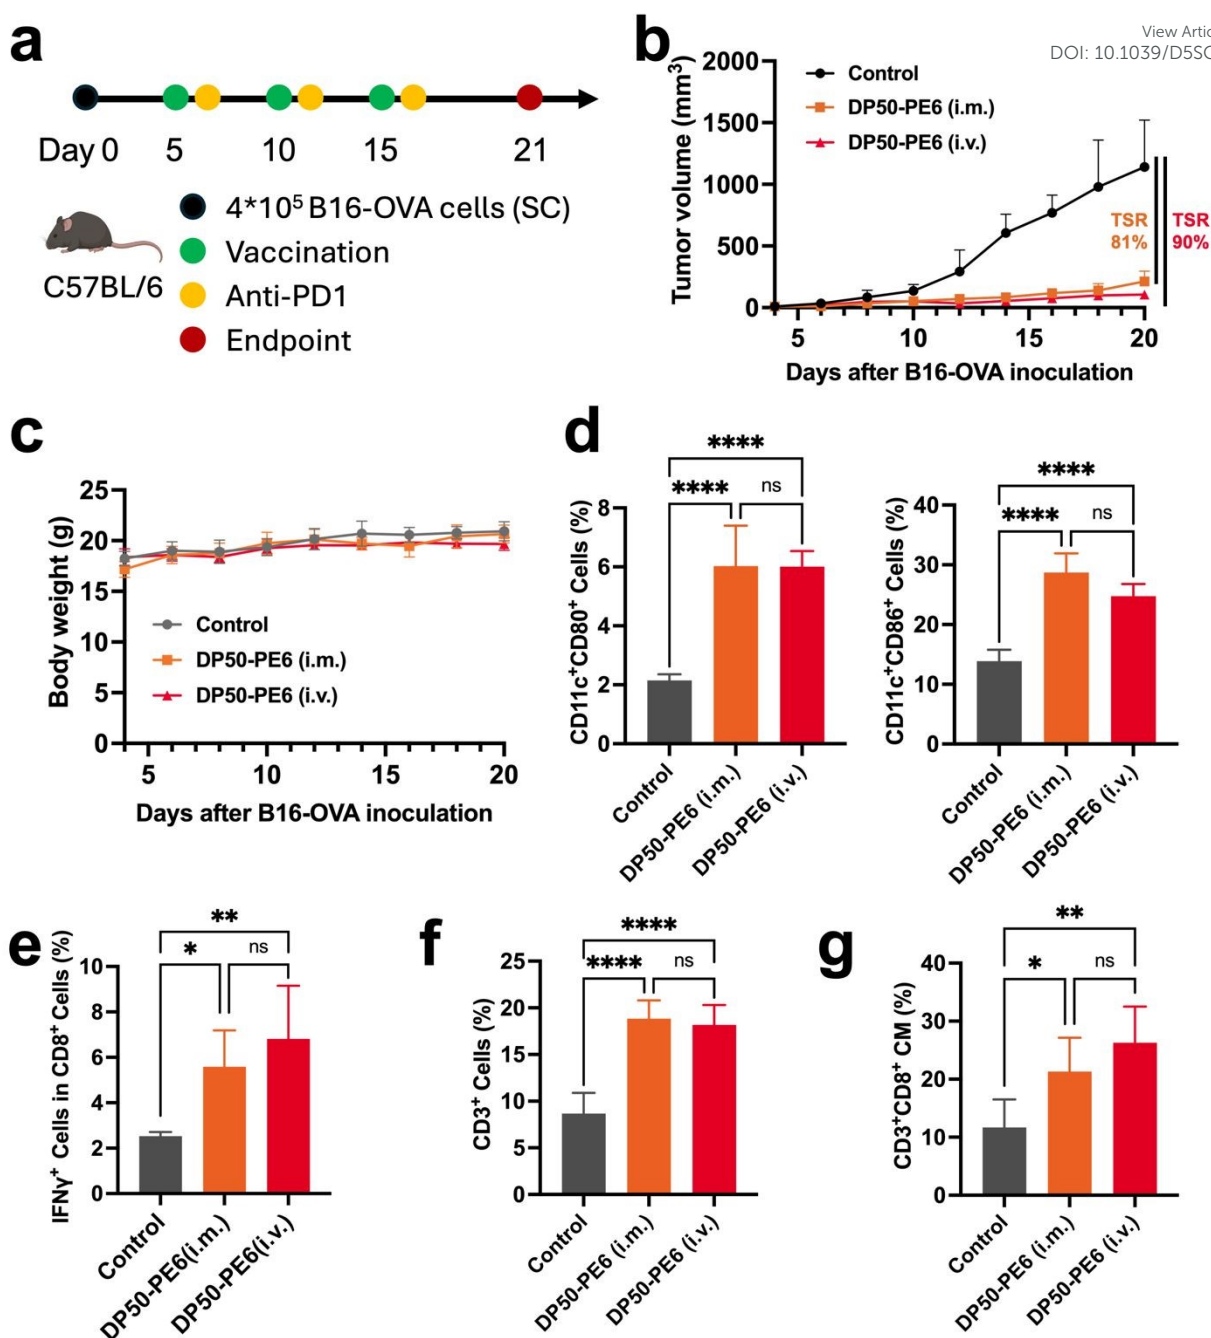 a
Day 0 5 10 15 21
4*10⁵ B16-OVA cells (SC)
Vaccination
Anti-PD1
Endpoint
C57BL/6
b
View Artic
DOI: 10.1039/D5SC
Tumor volume (mm³)
2000
1500
1000
500
0
Control
DP50-PE6 (i.m.)
DP50-PE6 (i.v.)
TSR
81%
TSR
90%
5 10 15 20
Days after B16-OVA inoculation
c
Body weight (g)
25
20
15
10
5
0
Control
DP50-PE6 (i.m.)
DP50-PE6 (i.v.)
5 10 15 20
Days after B16-OVA inoculation
d
CD11c⁺CD80⁺ Cells (%)
8
6
4
2
0
****
**** ns
Control
DP50-PE6 (i.m.)
DP50-PE6 (i.v.)
CD11c⁺CD86⁺ Cells (%)
40
30
20
10
0
****
**** ns
Control
DP50-PE6 (i.m.)
DP50-PE6 (i.v.)
e
IFNγ⁺ Cells in CD8⁺ Cells (%)
10
8
6
4
2
0
**
* ns
Control
DP50-PE6(i.m.)
DP50-PE6(i.v.)
f
CD3⁺ Cells (%)
25
20
15
10
5
0
****
**** ns
Control
DP50-PE6 (i.m.)
DP50-PE6 (i.v.)
g
CD3⁺CD8⁺ CM (%)
40
30
20
10
0
**
* ns
Control
DP50-PE6 (i.m.)
DP50-PE6 (i.v.)